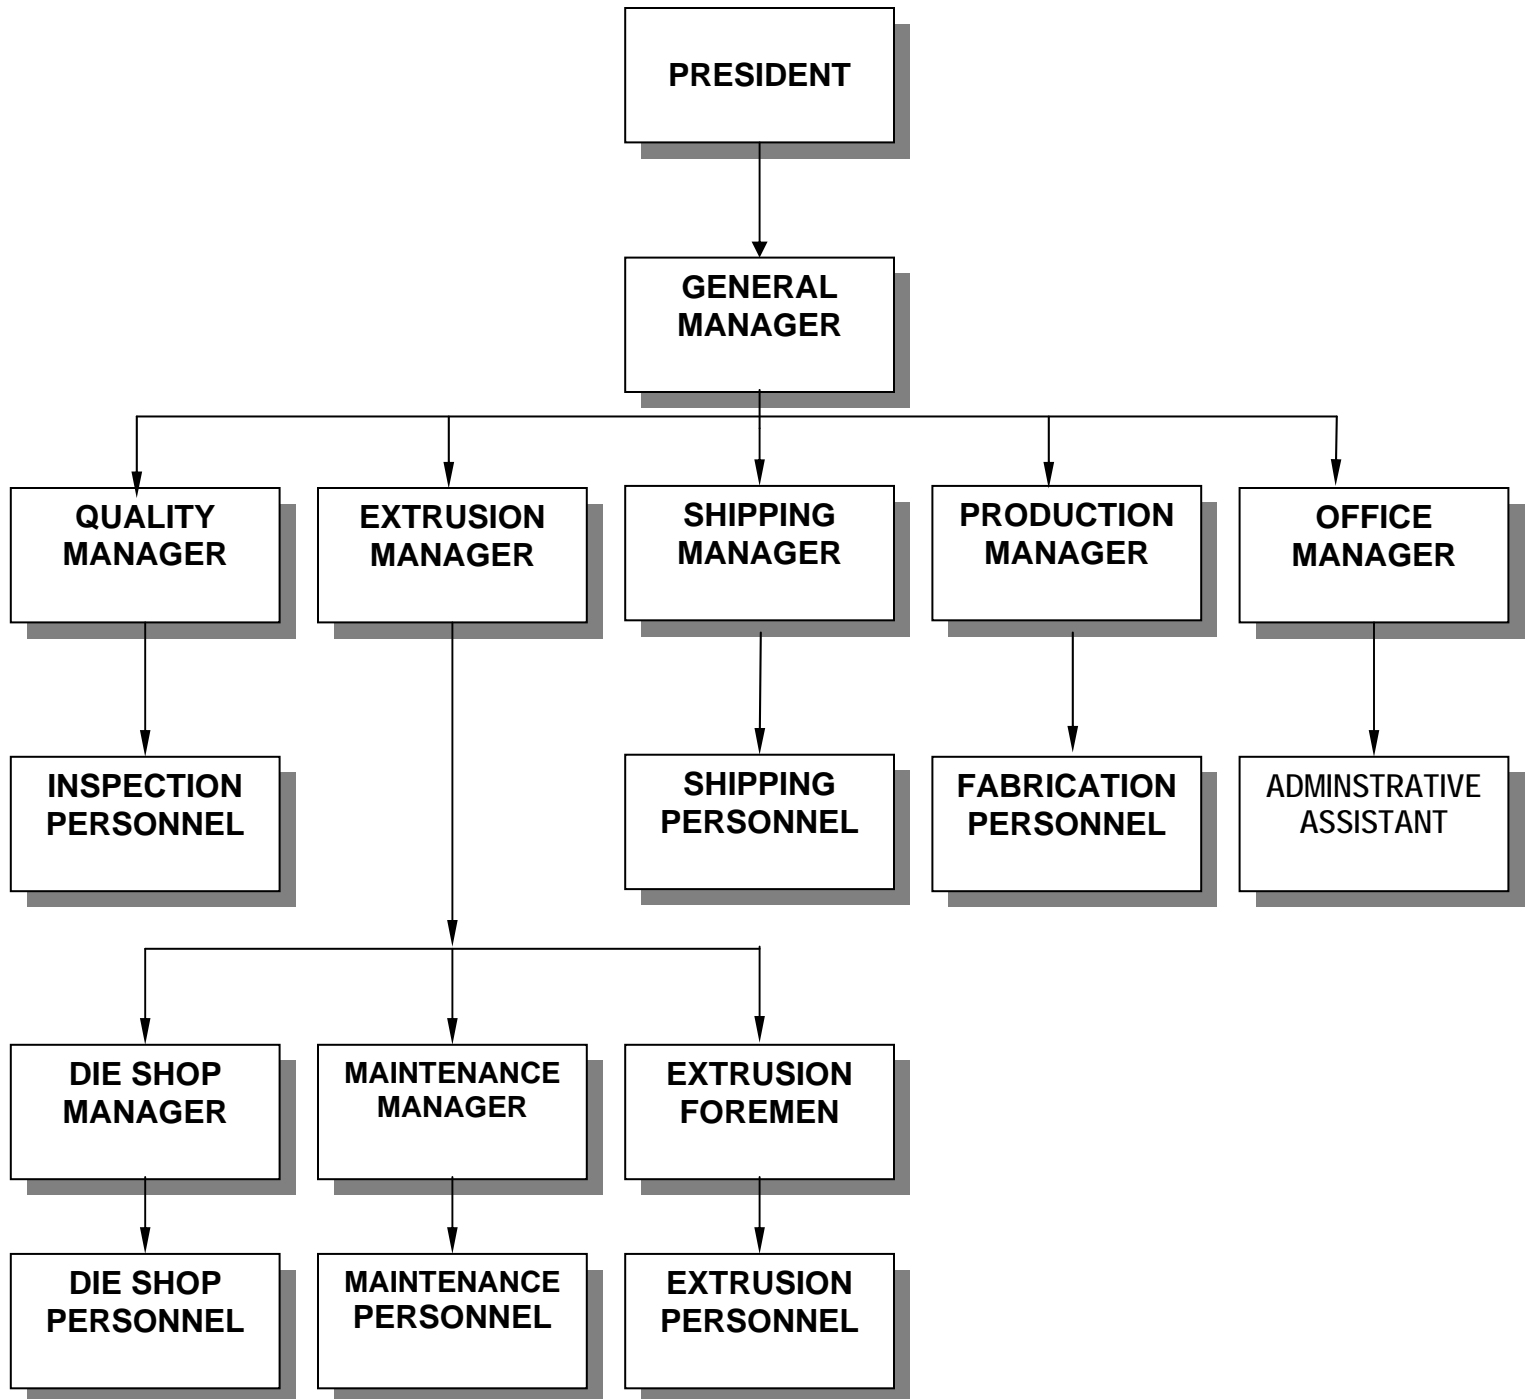 PRESIDENT
GENERAL
MANAGER
QUALITY
MANAGER
EXTRUSION
MANAGER
SHIPPING
MANAGER
PRODUCTION
MANAGER
OFFICE
MANAGER
INSPECTION
PERSONNEL
SHIPPING
PERSONNEL
FABRICATION
PERSONNEL
ADMINSTRATIVE
ASSISTANT
DIE SHOP
MANAGER
MAINTENANCE
MANAGER
EXTRUSION
FOREMEN
DIE SHOP
PERSONNEL
MAINTENANCE
PERSONNEL
EXTRUSION
PERSONNEL